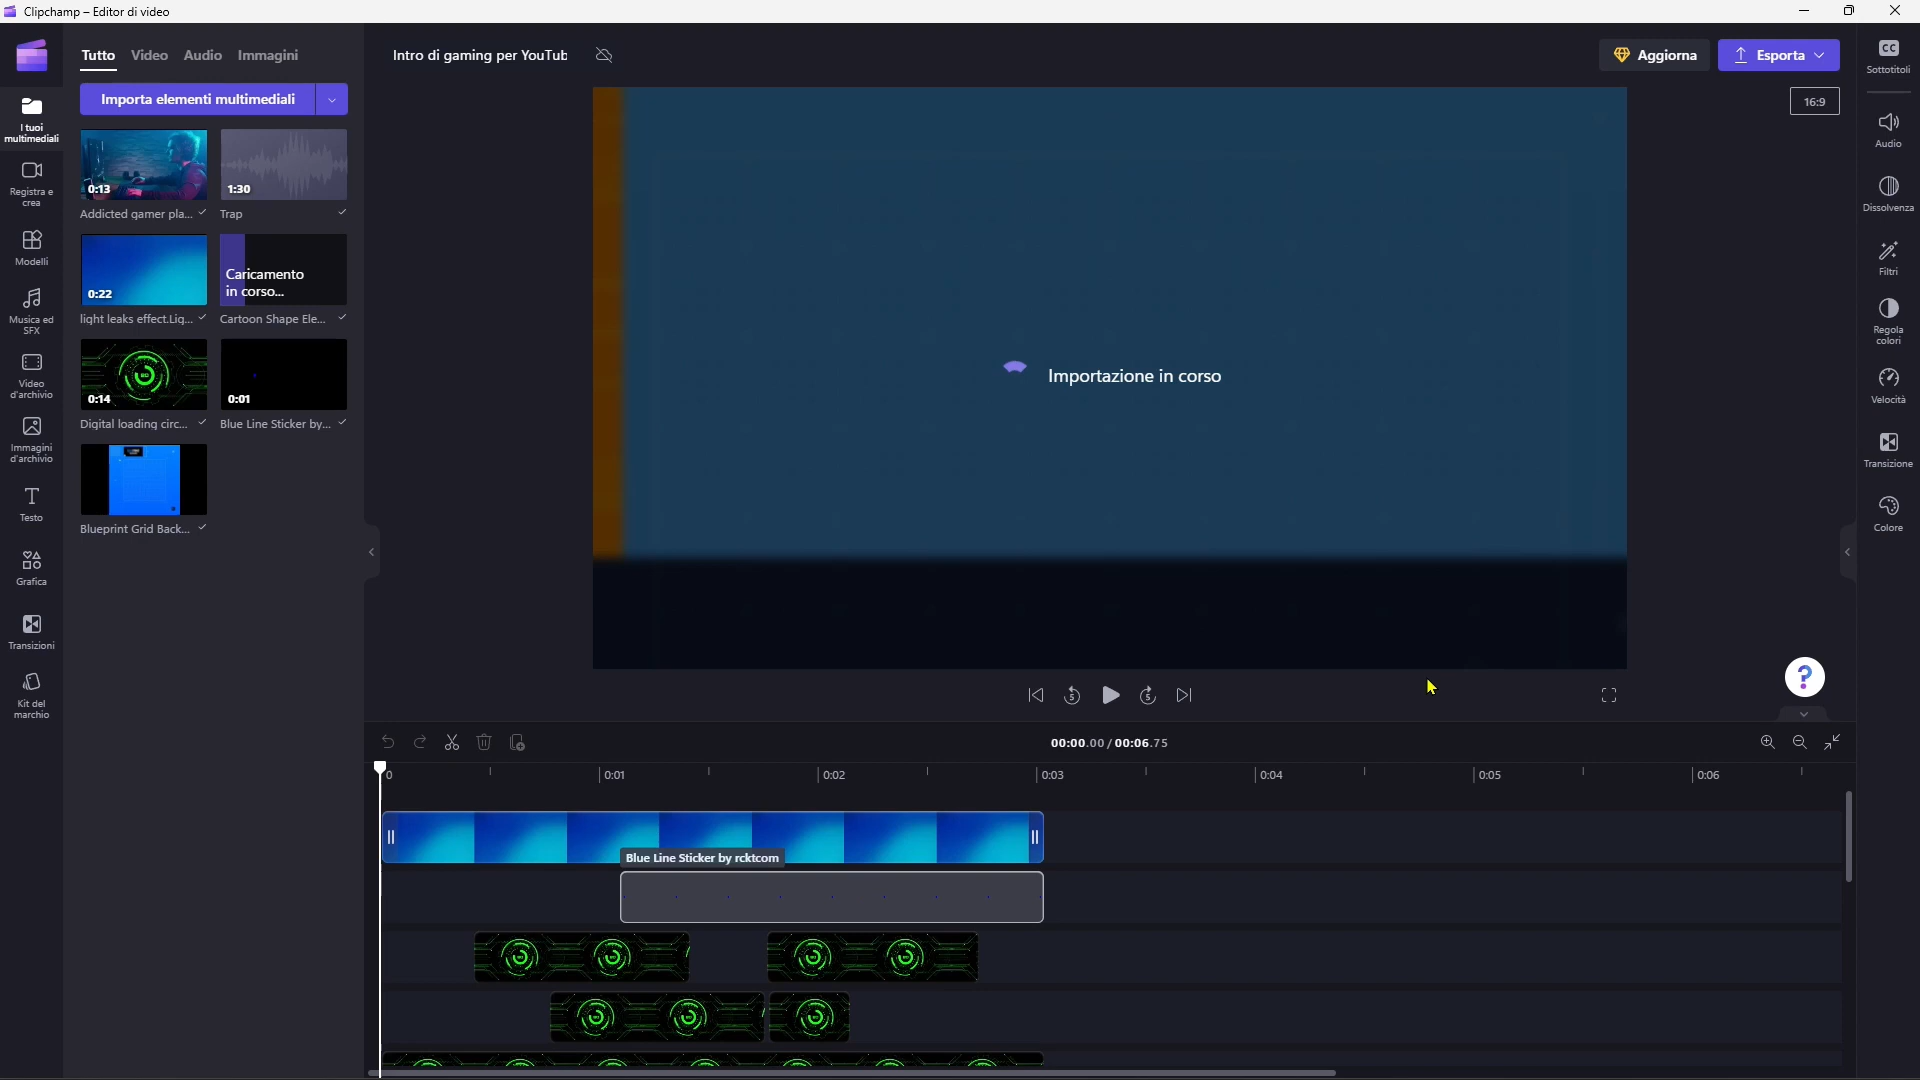 Clipchamp – Editor di video
Tutto
Video
Audio
Immagini
Importa elementi multimediali
I tuoi
multimediali
Registra e
crea
Modelli
Musica ed
SFX
Video
d'archivio
Immagini
d'archivio
Testo
Grafica
Transizioni
Kit del
marchio
0:13
Addicted gamer pla...
1:30
Trap
0:22
light leaks effect.Lig...
Caricamento
in corso...
Cartoon Shape Ele...
0:14
Digital loading circ...
0:01
Blue Line Sticker by...
Blueprint Grid Back...
Intro di gaming per YouTub
Aggiorna
Esporta
16:9
Importazione in corso
5
5
?
CC
Sottotitoli
Audio
Dissolvenza
Filtri
Regola
colori
Velocità
Transizione
Colore
00:00.00 / 00:06.75
0
0:01
0:02
0:03
0:04
0:05
0:06
Blue Line Sticker by rcktcom